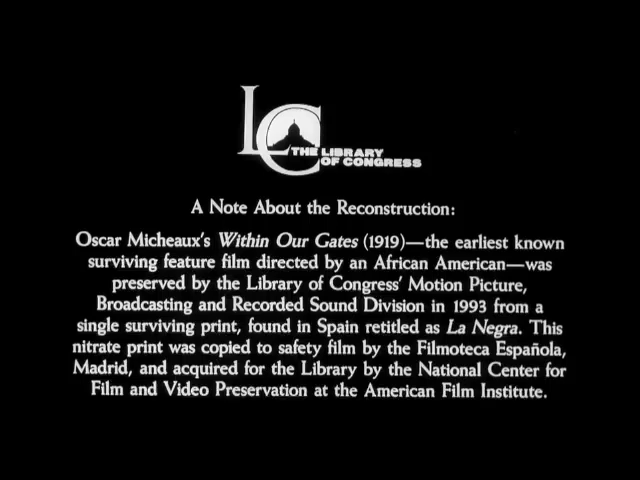 LC
THE LIBRARY
OF CONGRESS
A Note About the Reconstruction:
Oscar Micheaux's Within Our Gates (1919)—the earliest known
surviving feature film directed by an African American—was
preserved by the Library of Congress' Motion Picture,
Broadcasting and Recorded Sound Division in 1993 from a
single surviving print, found in Spain retitled as La Negra. This
nitrate print was copied to safety film by the Filmoteca Española,
Madrid, and acquired for the Library by the National Center for
Film and Video Preservation at the American Film Institute.